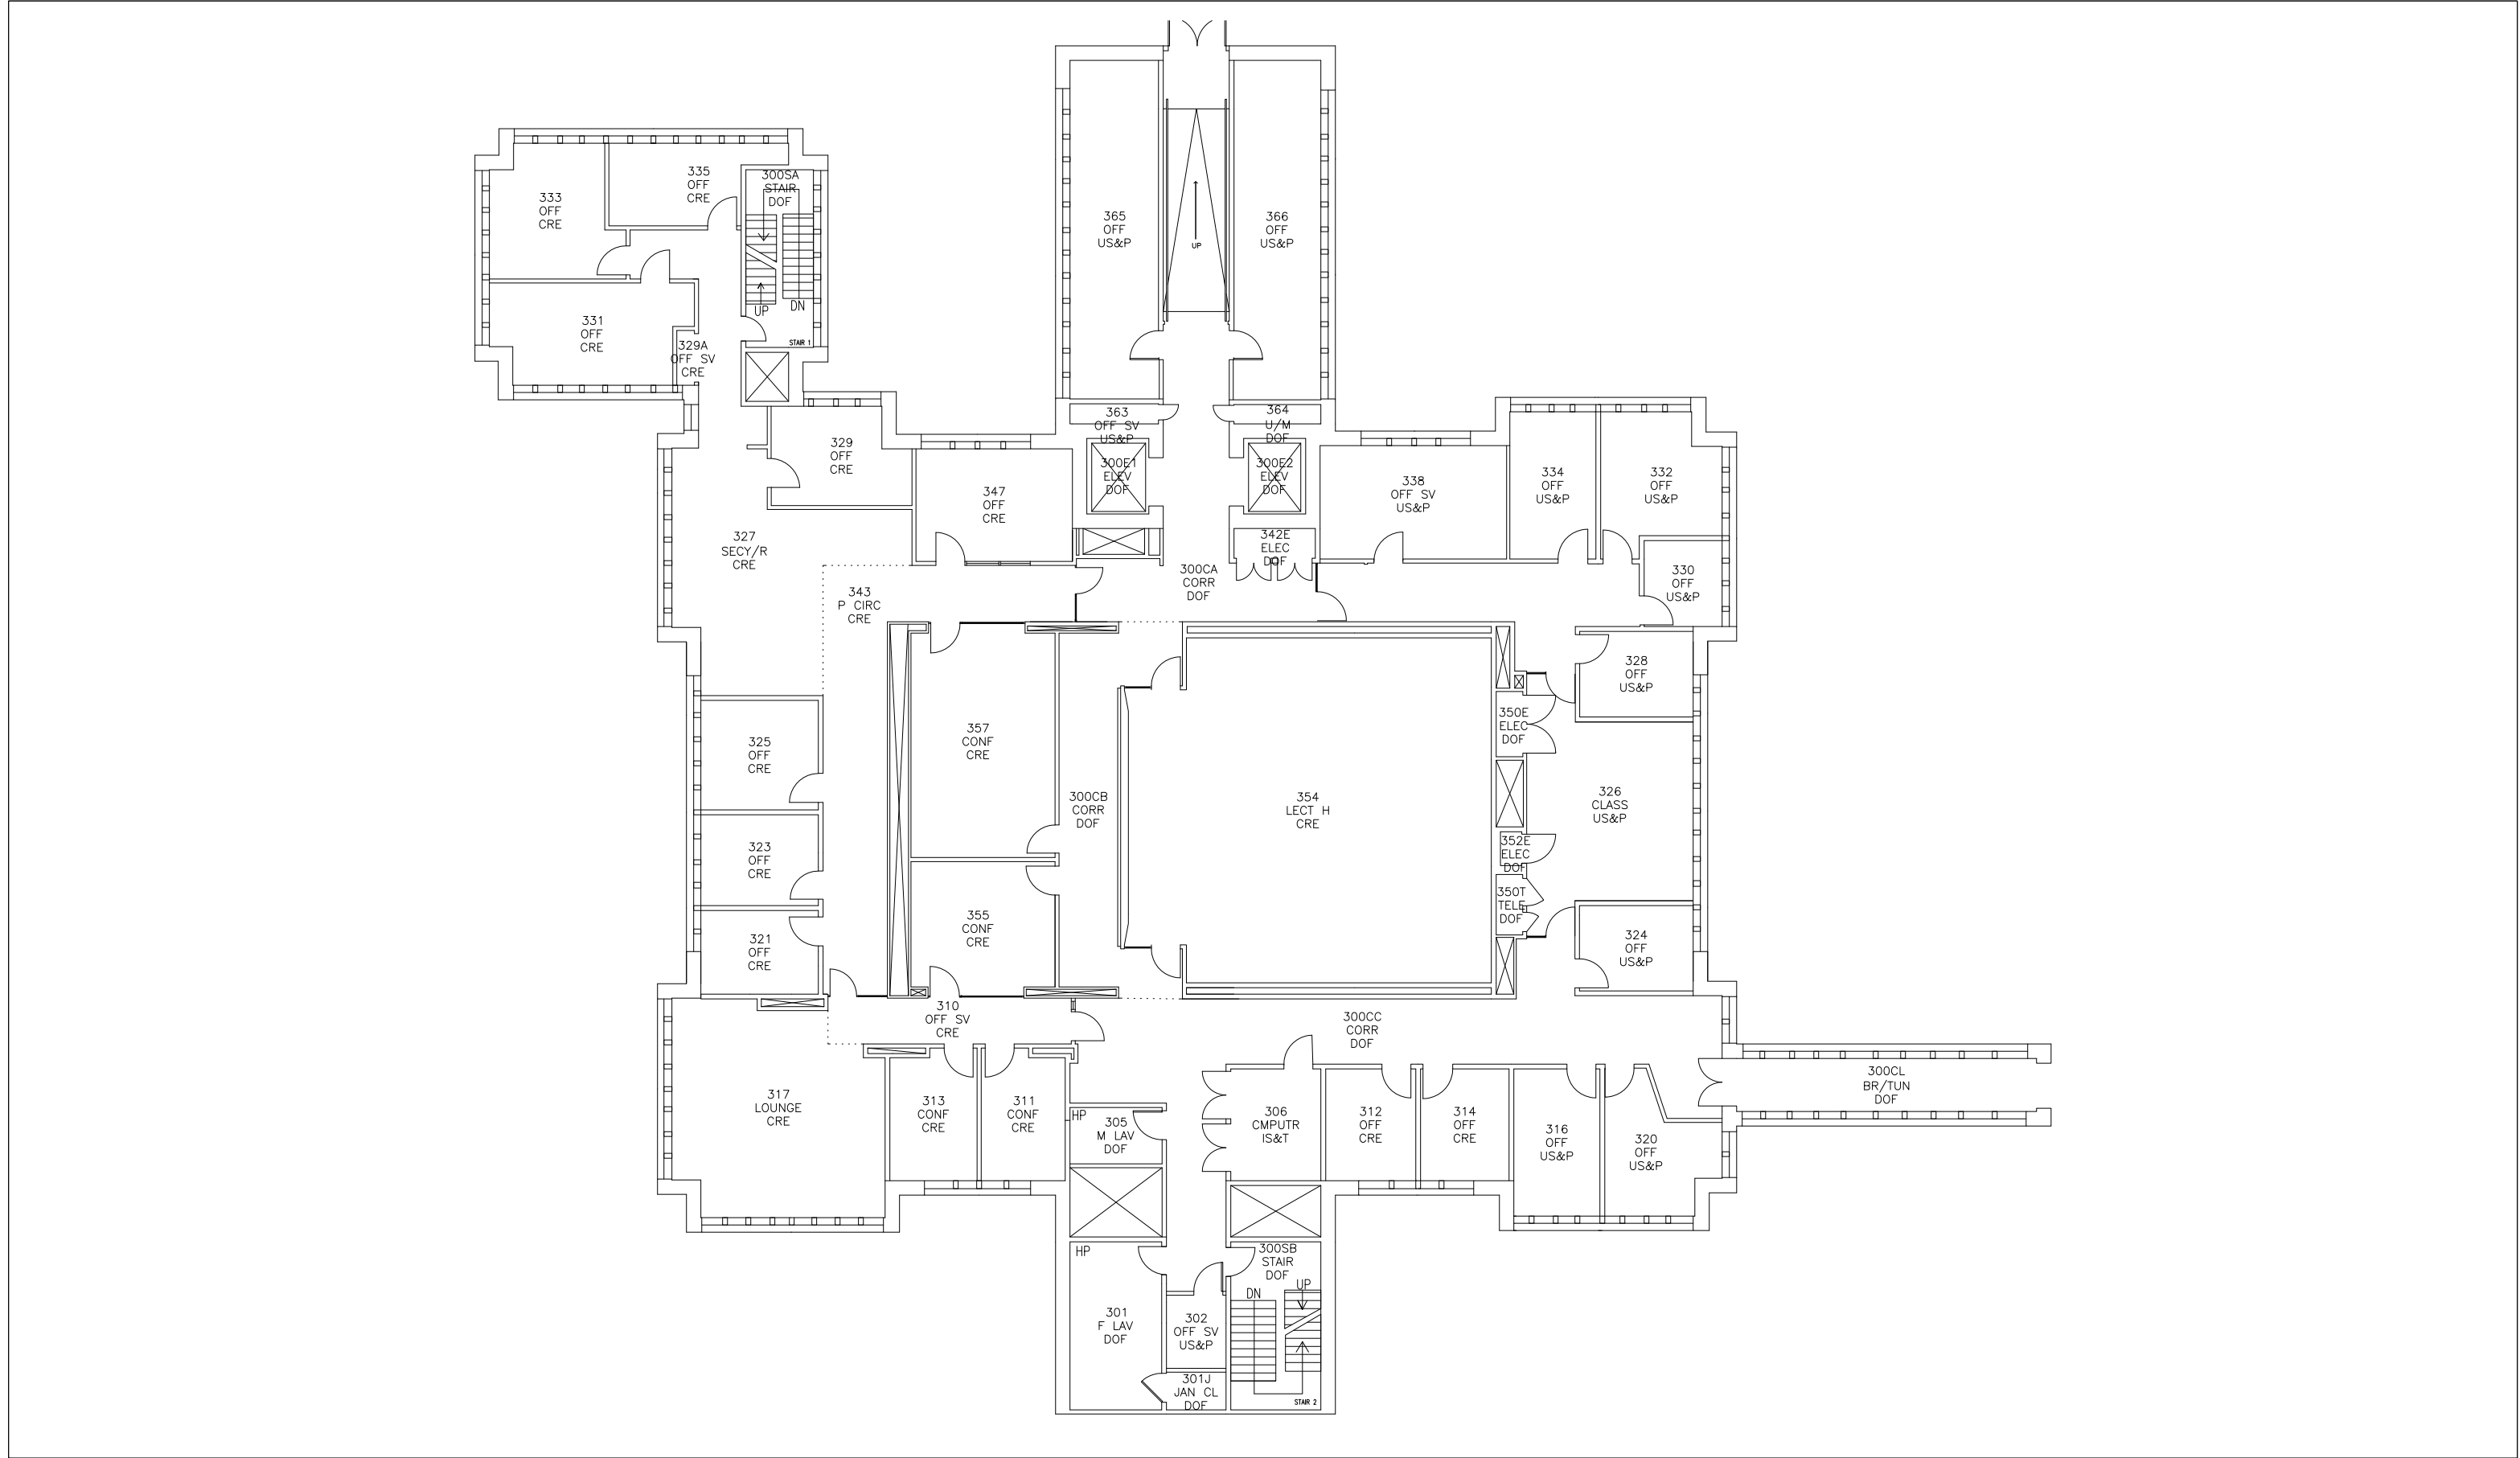 335
OFF
CRE
300SA
STAIR
DOF
333
OFF
CRE
365
OFF
US&P
366
OFF
US&P
UP
UP
DN
331
OFF
CRE
STAIR 1
329A
OFF SV
CRE
363
OFF SV
US&P
364
U/M
DOF
329
OFF
CRE
300E1
ELEV
DOF
300E2
ELEV
DOF
347
OFF
CRE
338
OFF SV
US&P
334
OFF
US&P
332
OFF
US&P
327
SECY/R
CRE
342E
ELEC
DOF
300CA
CORR
DOF
330
OFF
US&P
343
P CIRC
CRE
328
OFF
US&P
350E
ELEC
DOF
357
CONF
CRE
325
OFF
CRE
300CB
CORR
DOF
354
LECT H
CRE
326
CLASS
US&P
323
OFF
CRE
352E
ELEC
DOF
350T
TELE
DOF
355
CONF
CRE
321
OFF
CRE
324
OFF
US&P
310
OFF SV
CRE
300CC
CORR
DOF
300CL
BR/TUN
DOF
317
LOUNGE
CRE
313
CONF
CRE
311
CONF
CRE
HP
305
M LAV
DOF
306
CMPUTR
IS&T
312
OFF
CRE
314
OFF
CRE
316
OFF
US&P
320
OFF
US&P
HP
300SB
STAIR
DOF
DN
UP
301
F LAV
DOF
302
OFF SV
US&P
301J
JAN CL
DOF
STAIR 2